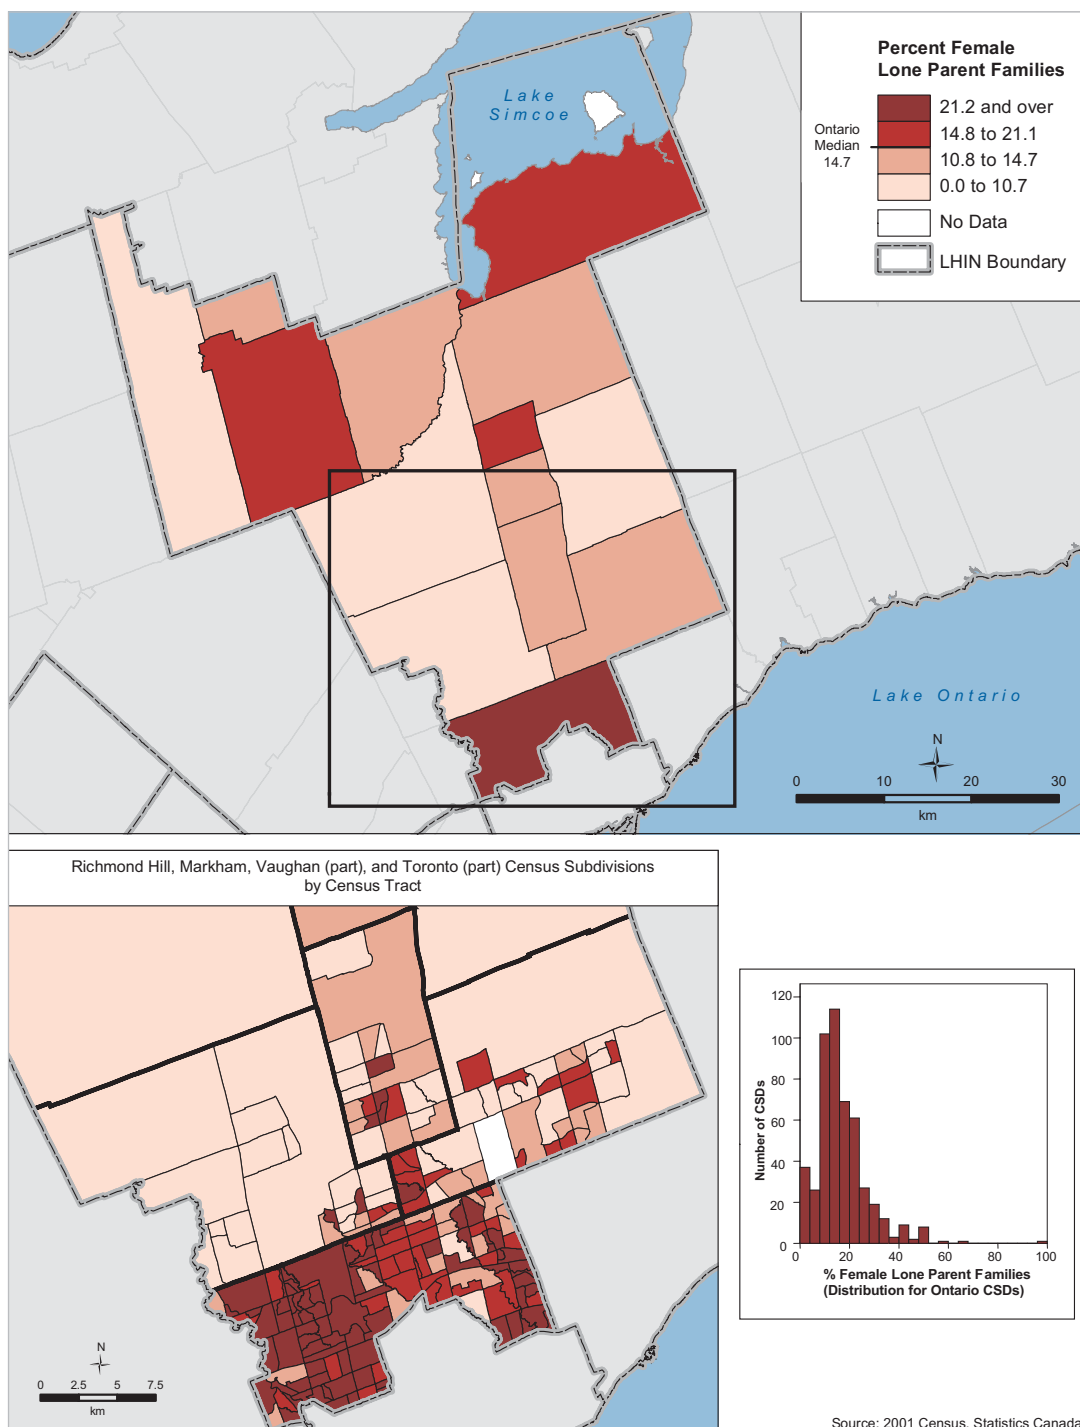 Percent Female
Lone Parent Families
21.2 and over
14.8 to 21.1
10.8 to 14.7
0.0 to 10.7
No Data
LHIN Boundary
Ontario
Median
14.7
Lake
Simcoe
Lake Ontario
N
0 10 20 30
km
Richmond Hill, Markham, Vaughan (part), and Toronto (part) Census Subdivisions
by Census Tract
N
0 2.5 5 7.5
km
Number of CSDs
120
100
80
60
40
20
0
0 20 40 60 80 100
% Female Lone Parent Families
(Distribution for Ontario CSDs)
Source: 2001 Census, Statistics Canada